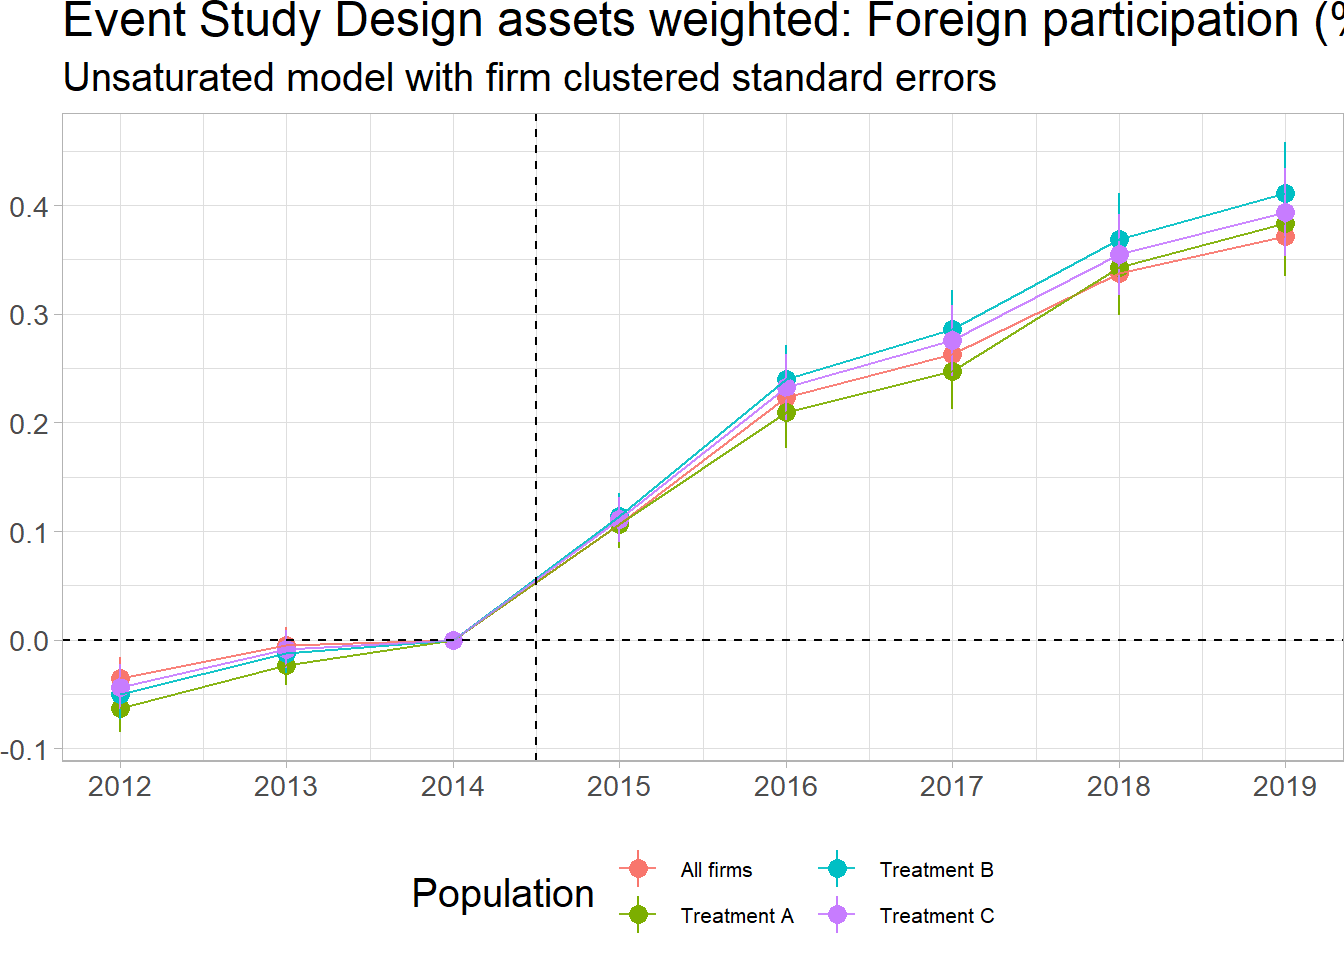 Event Study Design assets weighted: Foreign participation (%
Unsaturated model with firm clustered standard errors
0.4
0.3
0.2
0.1
0.0
-0.1
2012 2013 2014 2015 2016 2017 2018 2019
Population
All firms
Treatment A
Treatment B
Treatment C